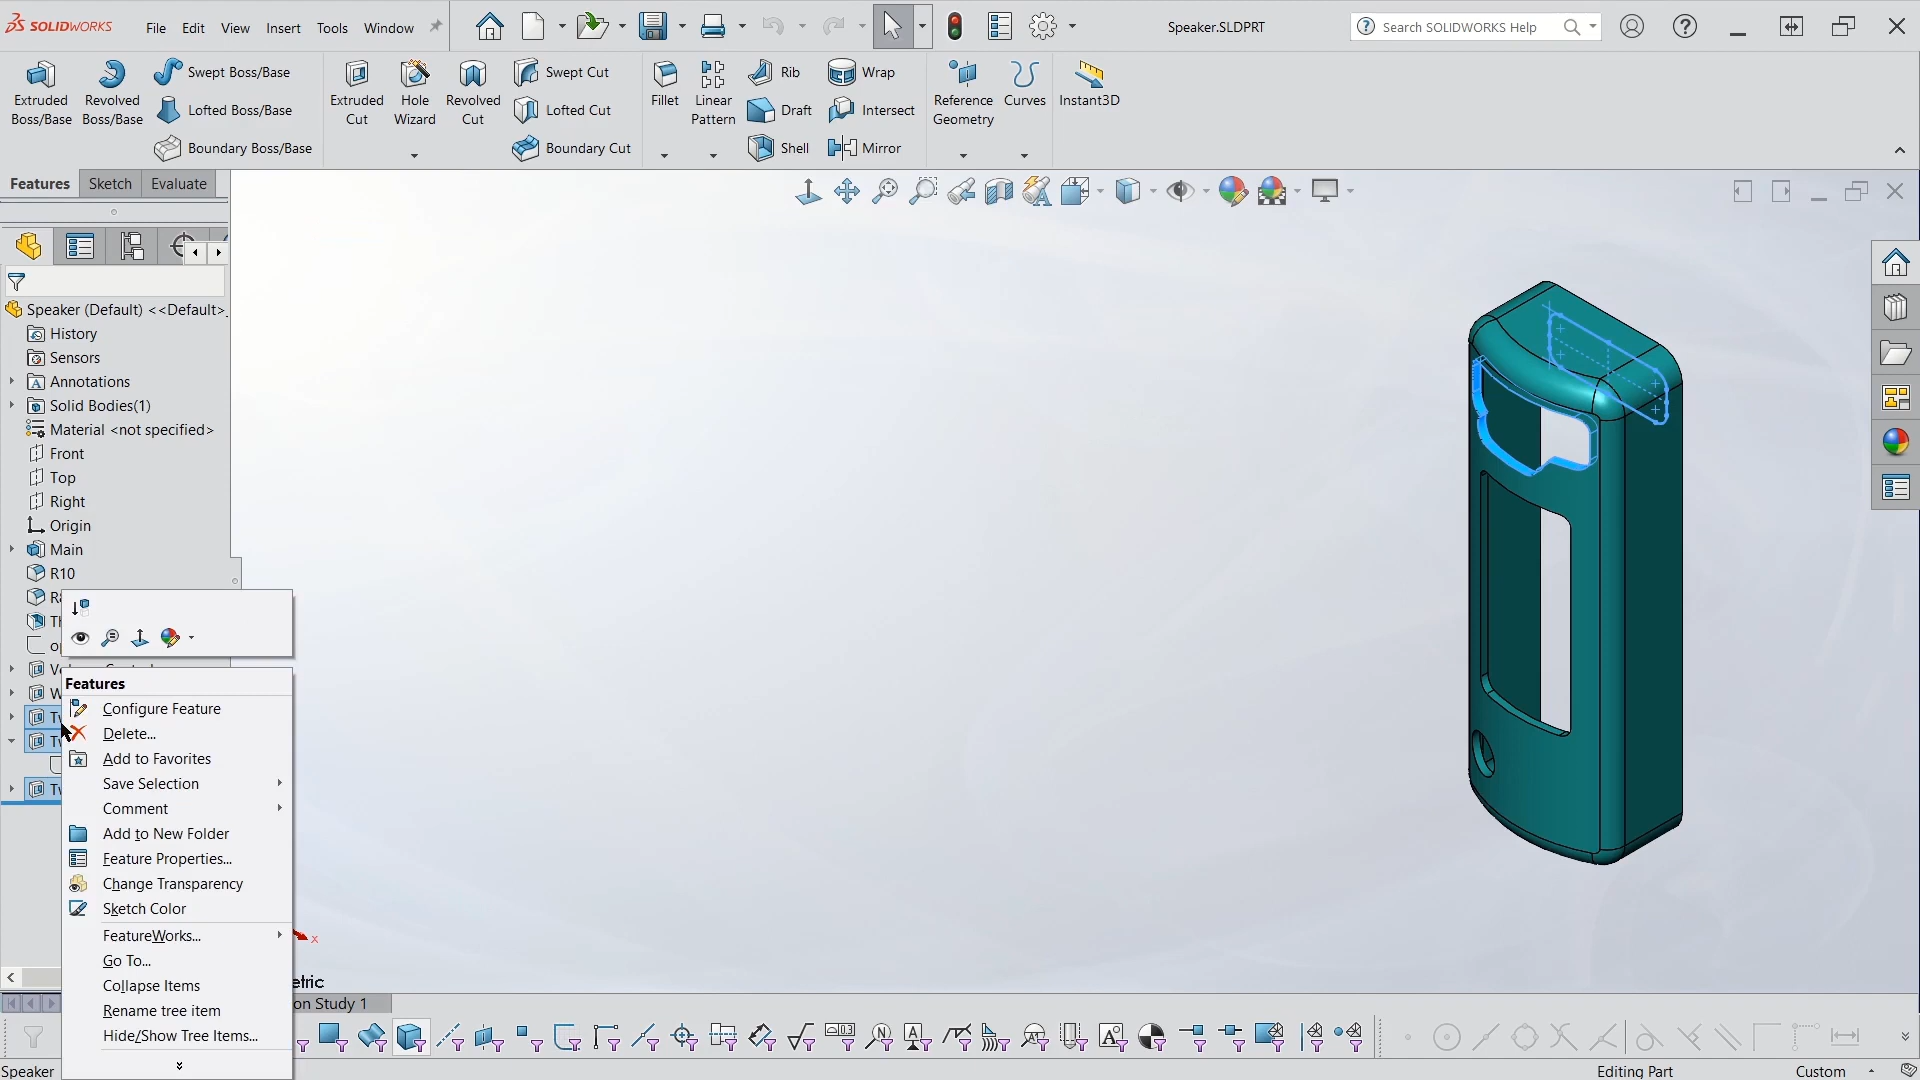 SOLIDWORKS File Edit View Insert Tools Window Speaker.SLDPRT Search SOLIDWORKS Help
Extruded Boss/Base
Revolved Boss/Base
Swept Boss/Base
Lofted Boss/Base
Boundary Boss/Base
Extruded Cut
Hole Wizard
Revolved Cut
Swept Cut
Lofted Cut
Boundary Cut
Fillet
Linear Pattern
Rib
Draft
Shell
Wrap
Intersect
Mirror
Reference Geometry
Curves
Instant3D
Features Sketch Evaluate
Speaker (Default) <<Default>
History
Sensors
Annotations
Solid Bodies(1)
Material <not specified>
Front
Top
Right
Origin
Main
R10
Features
Configure Feature
Delete...
Add to Favorites
Save Selection
Comment
Add to New Folder
Feature Properties...
Change Transparency
Sketch Color
FeatureWorks...
Go To...
Collapse Items
Rename tree item
Hide/Show Tree Items...
x
etric
on Study 1
Speaker Editing Part Custom